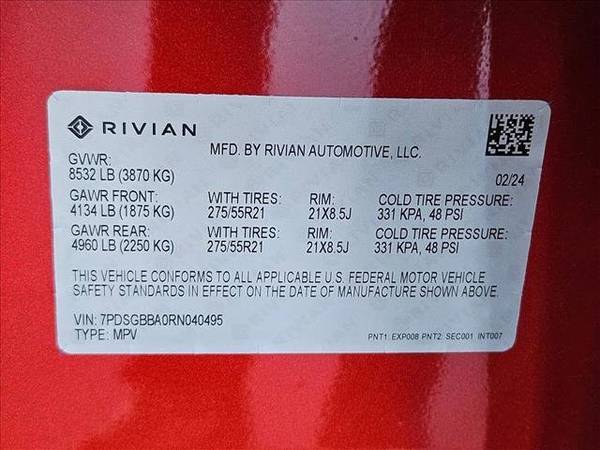 RIVIAN
MFD. BY RIVIAN AUTOMOTIVE, LLC.
GVWR:
8532 LB (3870 KG)
02/24
GAWR FRONT: WITH TIRES: RIM: COLD TIRE PRESSURE:
4134 LB (1875 KG) 275/55R21 21X8.5J 331 KPA, 48 PSI
GAWR REAR: WITH TIRES: RIM: COLD TIRE PRESSURE:
4960 LB (2250 KG) 275/55R21 21X8.5J 331 KPA, 48 PSI
THIS VEHICLE CONFORMS TO ALL APPLICABLE U.S. FEDERAL MOTOR VEHICLE
SAFETY STANDARDS IN EFFECT ON THE DATE OF MANUFACTURE SHOWN ABOVE.
VIN: 7PDSGBBA0RN040495
TYPE: MPV
PNT1: EXP008 PNT2: SEC001 INT007